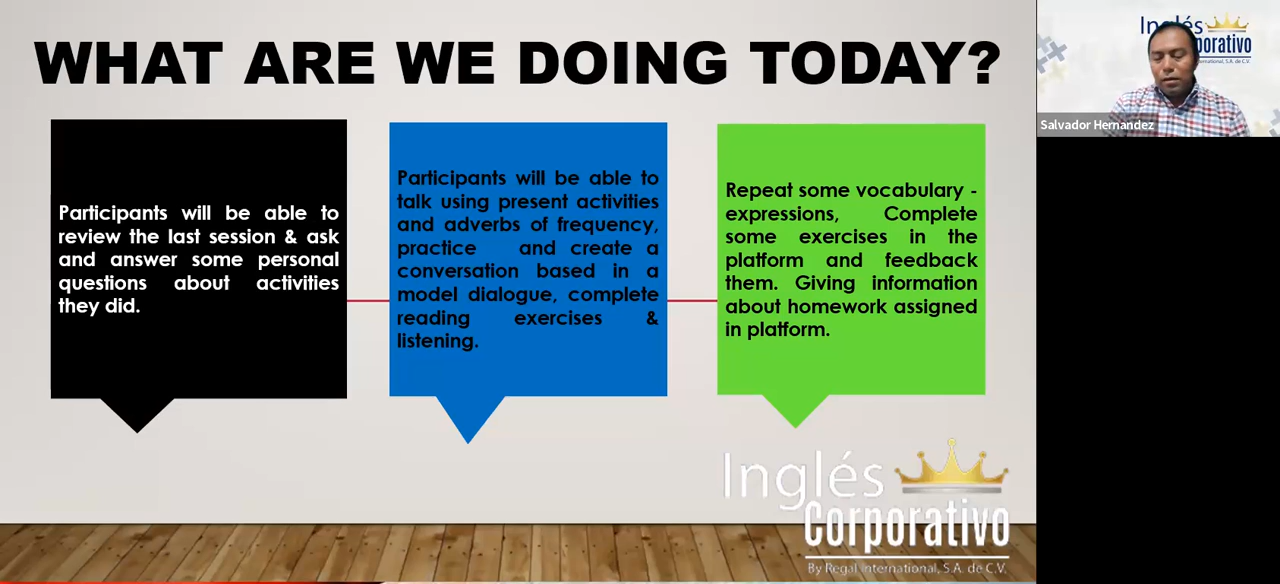 WHAT ARE WE DOING TODAY?
Participants will be able to
review the last session & ask
and answer some personal
questions about activities
they did.
Participants will be able to
talk using present activities
and adverbs of frequency,
practice and create a
conversation based in a
model dialogue, complete
reading exercises &
listening.
Repeat some vocabulary -
expressions, Complete
some exercises in the
platform and feedback
them. Giving information
about homework assigned
in platform.
Inglés
Corporativo
By Regal International, S.A. de C.V.
Inglés
orporativo
ternational, S.A. de C.V.
Salvador Hernandez